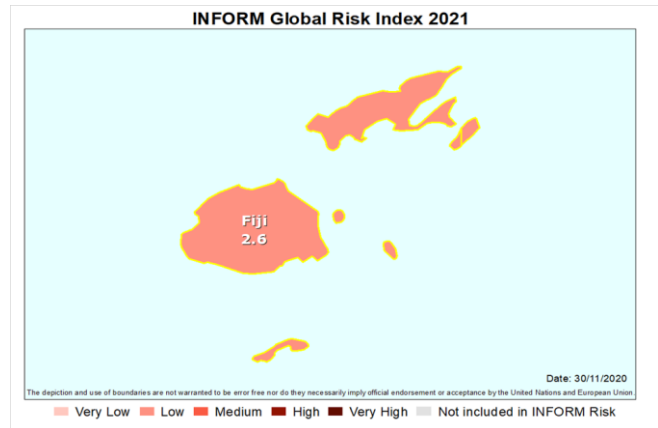 INFORM Global Risk Index 2021
Fiji
2.6
Date: 30/11/2020
The depiction and use of boundaries are not warranted to be error free nor do they necessarily imply official endorsement or acceptance by the United Nations and European Union.
Very Low Low Medium High Very High Not included in INFORM Risk